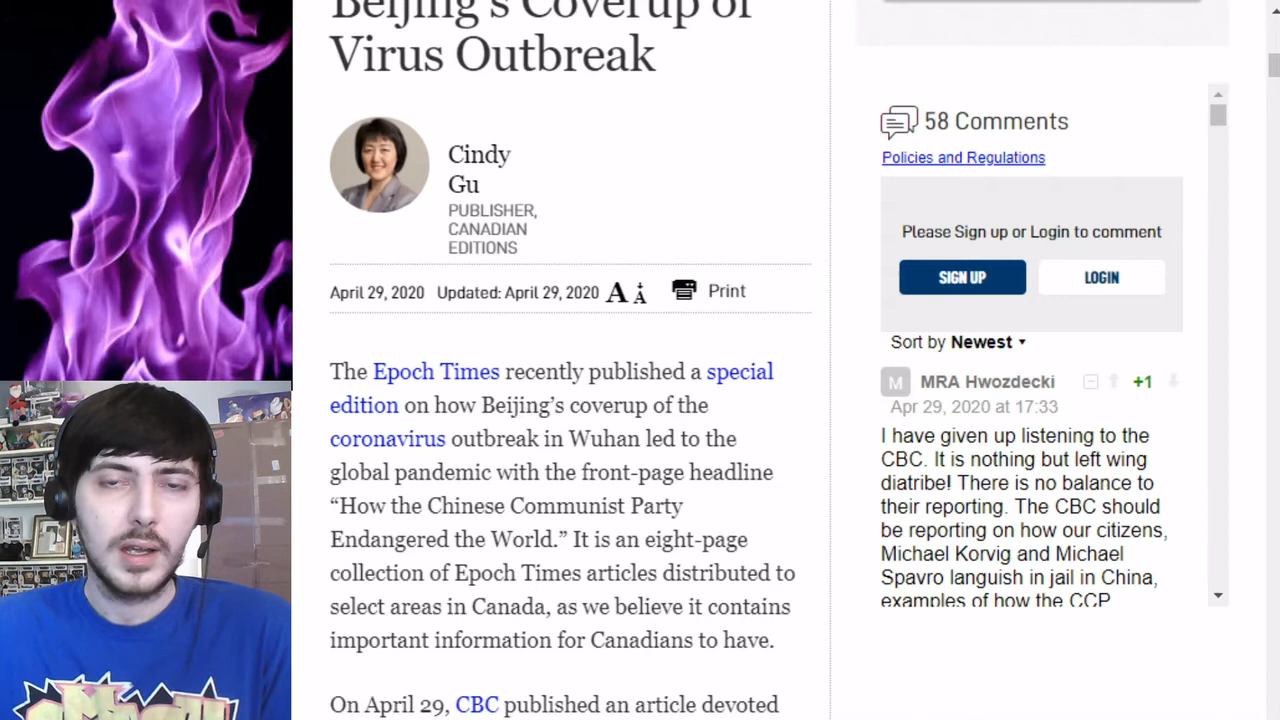 Beijing's Coverup of
Virus Outbreak
Cindy
Gu
PUBLISHER,
CANADIAN
EDITIONS
April 29, 2020 Updated: April 29, 2020 A A Print
The Epoch Times recently published a special
edition on how Beijing’s coverup of the
coronavirus outbreak in Wuhan led to the
global pandemic with the front-page headline
“How the Chinese Communist Party
Endangered the World.” It is an eight-page
collection of Epoch Times articles distributed to
select areas in Canada, as we believe it contains
important information for Canadians to have.
On April 29, CBC published an article devoted
58 Comments
Policies and Regulations
Please Sign up or Login to comment
SIGN UP LOGIN
Sort by Newest
M MRA Hwozdecki +1
Apr 29, 2020 at 17:33
I have given up listening to the
CBC. It is nothing but left wing
diatribe! There is no balance to
their reporting. The CBC should
be reporting on how our citizens,
Michael Korvig and Michael
Spavro languish in jail in China,
examples of how the CCP